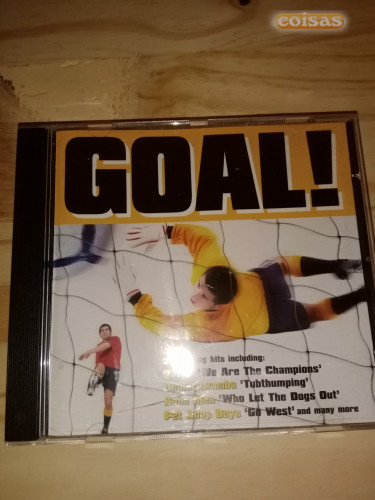 coisas
GOAL!
hits including:
'We Are The Champions'
'Tubthumping'
'Who Let The Dogs Out'
Pet Shop Boys 'Go West' and many more